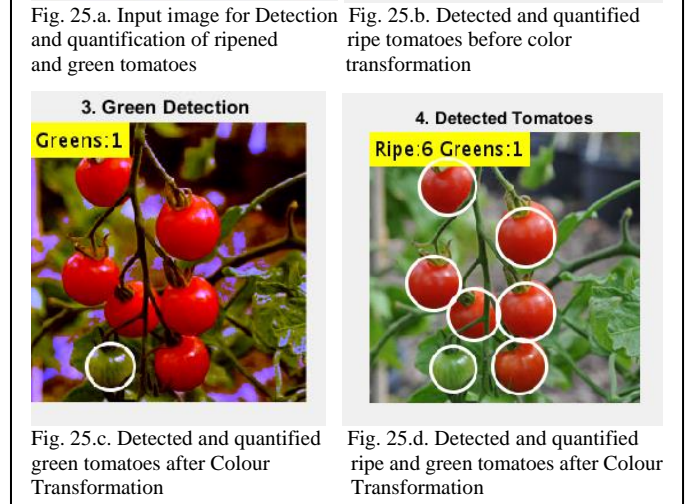 Fig. 25.a. Input image for Detection
and quantification of ripened
and green tomatoes
Fig. 25.b. Detected and quantified
ripe tomatoes before color
transformation
3. Green Detection
Greens:1
4. Detected Tomatoes
Ripe:6 Greens:1
Fig. 25.c. Detected and quantified
green tomatoes after Colour
Transformation
Fig. 25.d. Detected and quantified
ripe and green tomatoes after Colour
Transformation